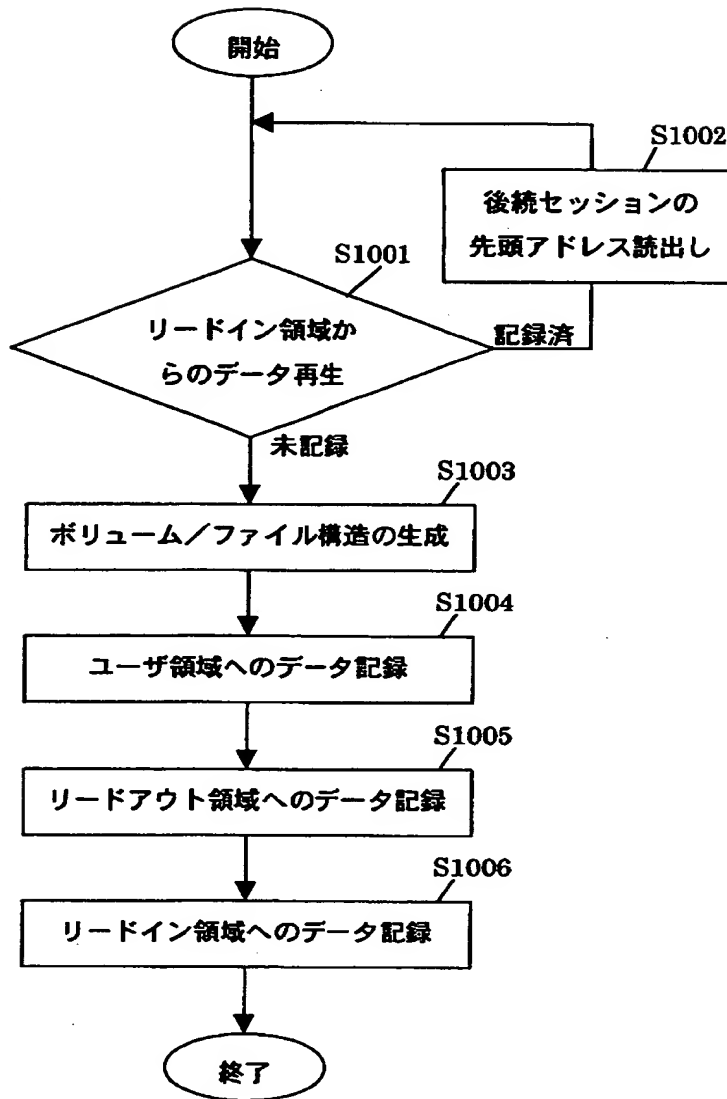 開始
S1002
後続セッションの
先頭アドレス読出し
S1001
リードイン領域か
らのデータ再生
記録済
未記録
S1003
ボリューム／ファイル構造の生成
S1004
ユーザ領域へのデータ記録
S1005
リードアウト領域へのデータ記録
S1006
リードイン領域へのデータ記録
終了